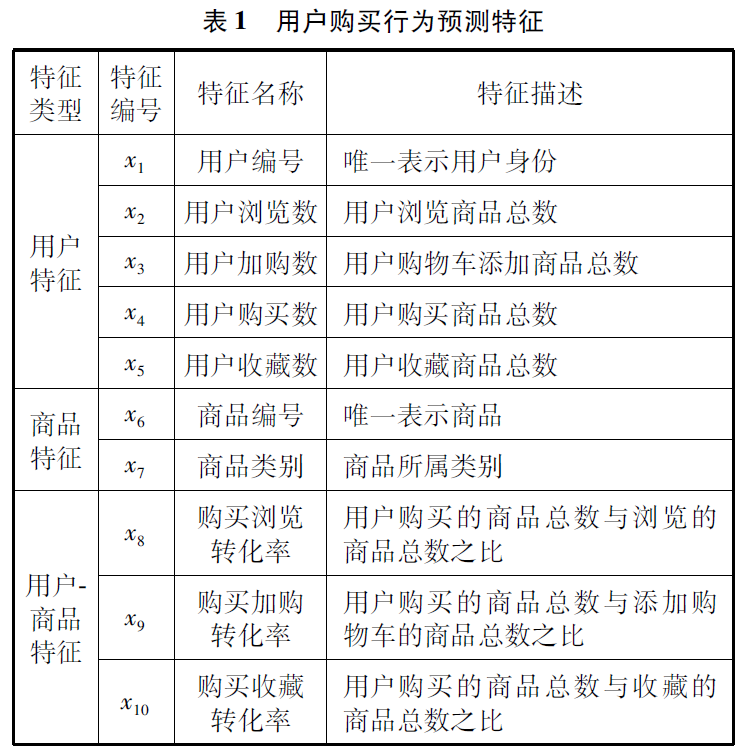 表1 用户购买行为预测特征
特征类型 特征编号 特征名称 特征描述
用户特征 x1 用户编号 唯一表示用户身份
x2 用户浏览数 用户浏览商品总数
x3 用户加购数 用户购物车添加商品总数
x4 用户购买数 用户购买商品总数
x5 用户收藏数 用户收藏商品总数
商品特征 x6 商品编号 唯一表示商品
x7 商品类别 商品所属类别
用户-商品特征 x8 购买浏览转化率 用户购买的商品总数与浏览的商品总数之比
x9 购买加购转化率 用户购买的商品总数与添加购物车的商品总数之比
x10 购买收藏转化率 用户购买的商品总数与收藏的商品总数之比